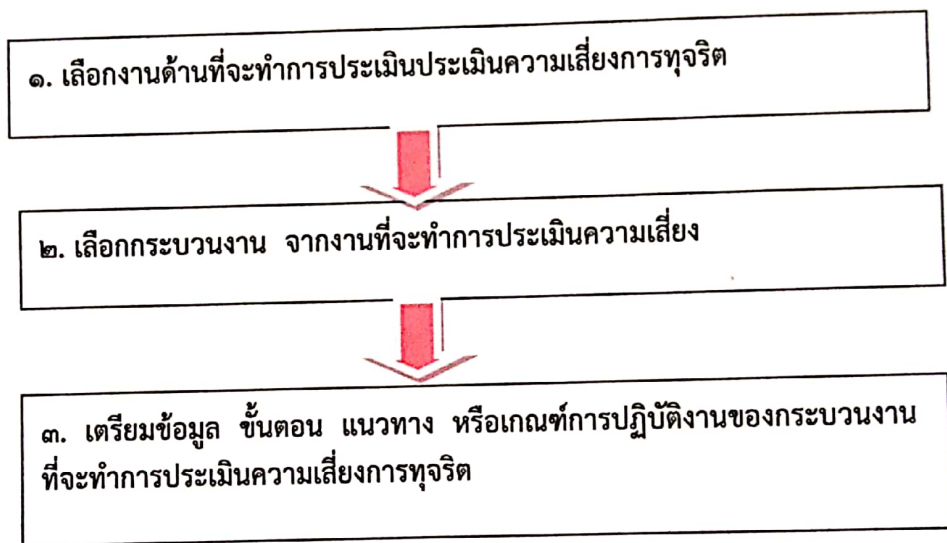 ๑. เลือกงานด้านที่จะทำการประเมินประเมินความเสี่ยงการทุจริต
๒. เลือกกระบวนงาน จากงานที่จะทำการประเมินความเสี่ยง
๓. เตรียมข้อมูล ขั้นตอน แนวทาง หรือเกณฑ์การปฏิบัติงานของกระบวนงาน
ที่จะทำการประเมินความเสี่ยงการทุจริต